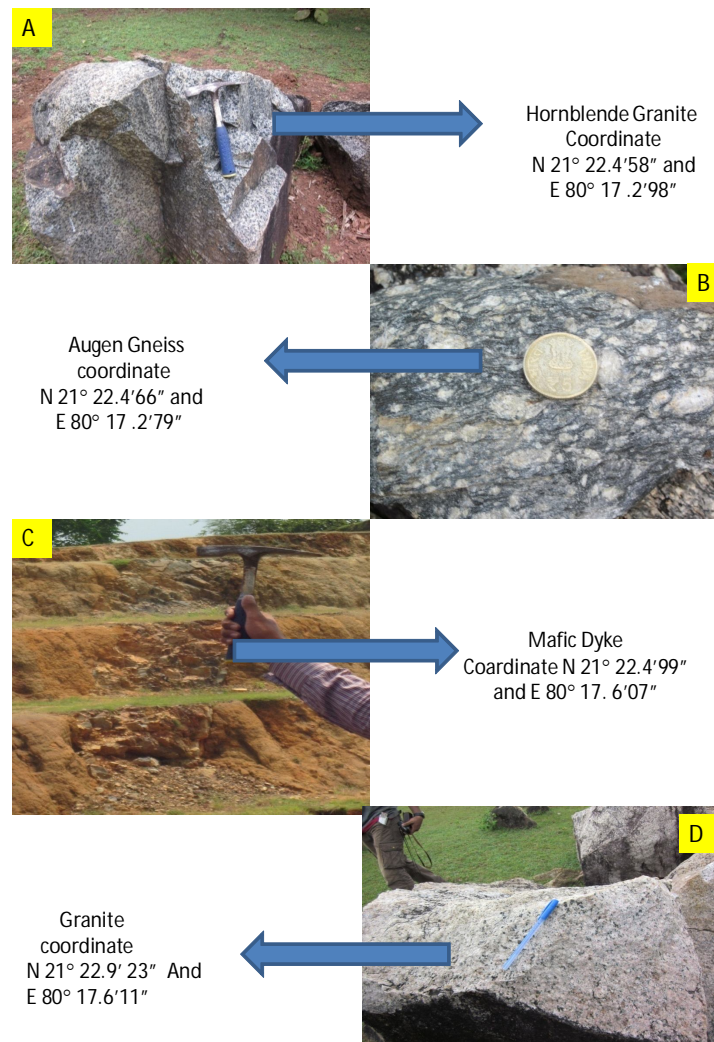 A
Hornblende Granite
Coordinate
N 21° 22.4’58” and
E 80° 17 .2’98”
B
Augen Gneiss
coordinate
N 21° 22.4’66” and
E 80° 17 .2’79”
C
Mafic Dyke
Coardinate N 21° 22.4’99”
and E 80° 17. 6’07”
D
Granite
coordinate
N 21° 22.9’ 23” And
E 80° 17.6’11”